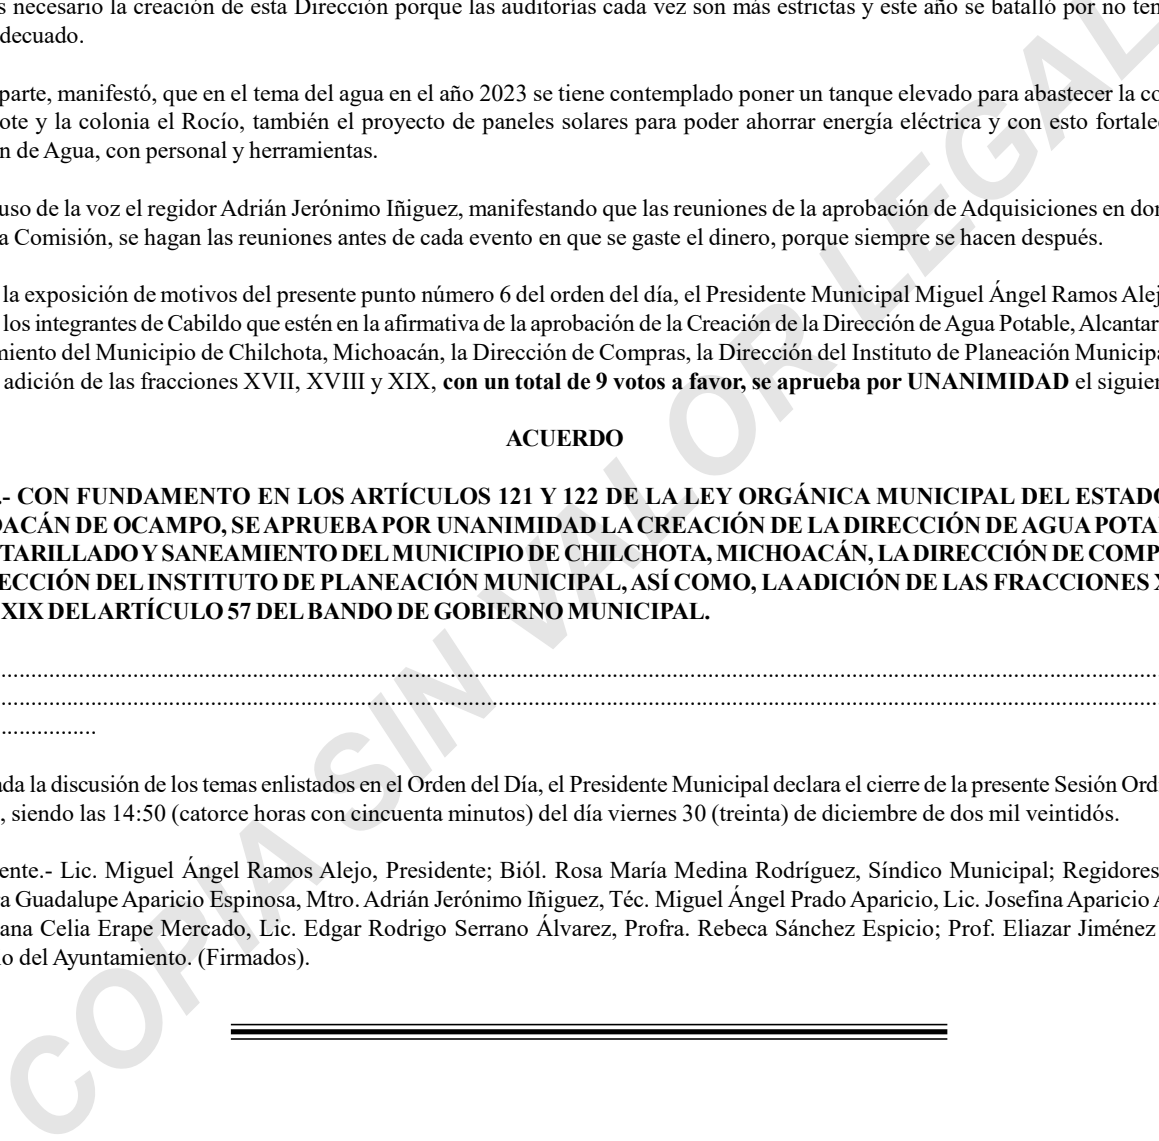 s necesario la creación de esta Dirección porque las auditorías cada vez son más estrictas y este año se batalló por no ten
decuado.
parte, manifestó, que en el tema del agua en el año 2023 se tiene contemplado poner un tanque elevado para abastecer la co
ote y la colonia el Rocío, también el proyecto de paneles solares para poder ahorrar energía eléctrica y con esto fortalec
n de Agua, con personal y herramientas.
uso de la voz el regidor Adrián Jerónimo Iñiguez, manifestando que las reuniones de la aprobación de Adquisiciones en don
a Comisión, se hagan las reuniones antes de cada evento en que se gaste el dinero, porque siempre se hacen después.
la exposición de motivos del presente punto número 6 del orden del día, el Presidente Municipal Miguel Ángel Ramos Alej
los integrantes de Cabildo que estén en la afirmativa de la aprobación de la Creación de la Dirección de Agua Potable, Alcantar
miento del Municipio de Chilchota, Michoacán, la Dirección de Compras, la Dirección del Instituto de Planeación Municipa
adición de las fracciones XVII, XVIII y XIX, con un total de 9 votos a favor, se aprueba por UNANIMIDAD el siguien
ACUERDO
.- CON FUNDAMENTO EN LOS ARTÍCULOS 121 Y 122 DE LA LEY ORGÁNICA MUNICIPAL DEL ESTADO
OACÁN DE OCAMPO, SE APRUEBA POR UNANIMIDAD LA CREACIÓN DE LA DIRECCIÓN DE AGUA POTA
TARILLADO Y SANEAMIENTO DEL MUNICIPIO DE CHILCHOTA, MICHOACÁN, LA DIRECCIÓN DE COMP
ECCIÓN DEL INSTITUTO DE PLANEACIÓN MUNICIPAL, ASÍ COMO, LA ADICIÓN DE LAS FRACCIONES X
XIX DEL ARTÍCULO 57 DEL BANDO DE GOBIERNO MUNICIPAL.
ada la discusión de los temas enlistados en el Orden del Día, el Presidente Municipal declara el cierre de la presente Sesión Ord
, siendo las 14:50 (catorce horas con cincuenta minutos) del día viernes 30 (treinta) de diciembre de dos mil veintidós.
ente.- Lic. Miguel Ángel Ramos Alejo, Presidente; Biól. Rosa María Medina Rodríguez, Síndico Municipal; Regidores
a Guadalupe Aparicio Espinosa, Mtro. Adrián Jerónimo Iñiguez, Téc. Miguel Ángel Prado Aparicio, Lic. Josefina Aparicio A
ana Celia Erape Mercado, Lic. Edgar Rodrigo Serrano Álvarez, Profra. Rebeca Sánchez Espicio; Prof. Eliazar Jiménez
io del Ayuntamiento. (Firmados).
COPIA SIN VALOR LEGAL